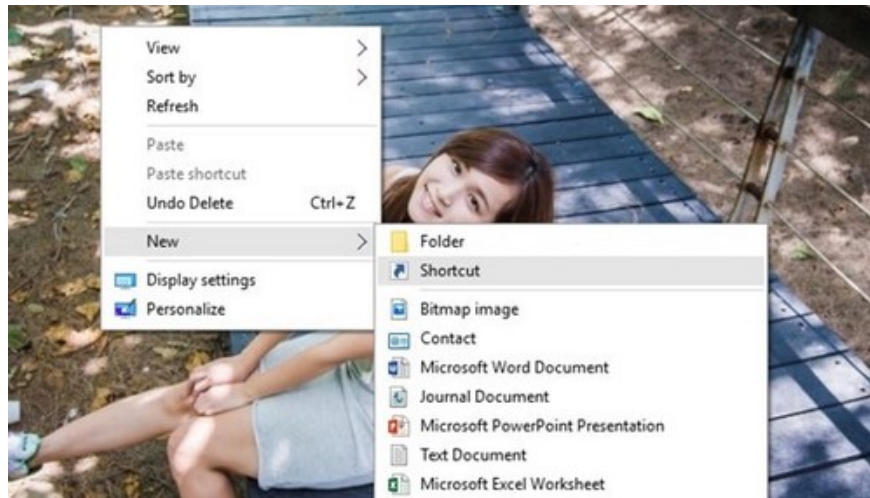 View
Sort by
Refresh
Paste
Paste shortcut
Undo Delete Ctrl+Z
New
Display settings
Personalize
Folder
Shortcut
Bitmap image
Contact
Microsoft Word Document
Journal Document
Microsoft PowerPoint Presentation
Text Document
Microsoft Excel Worksheet